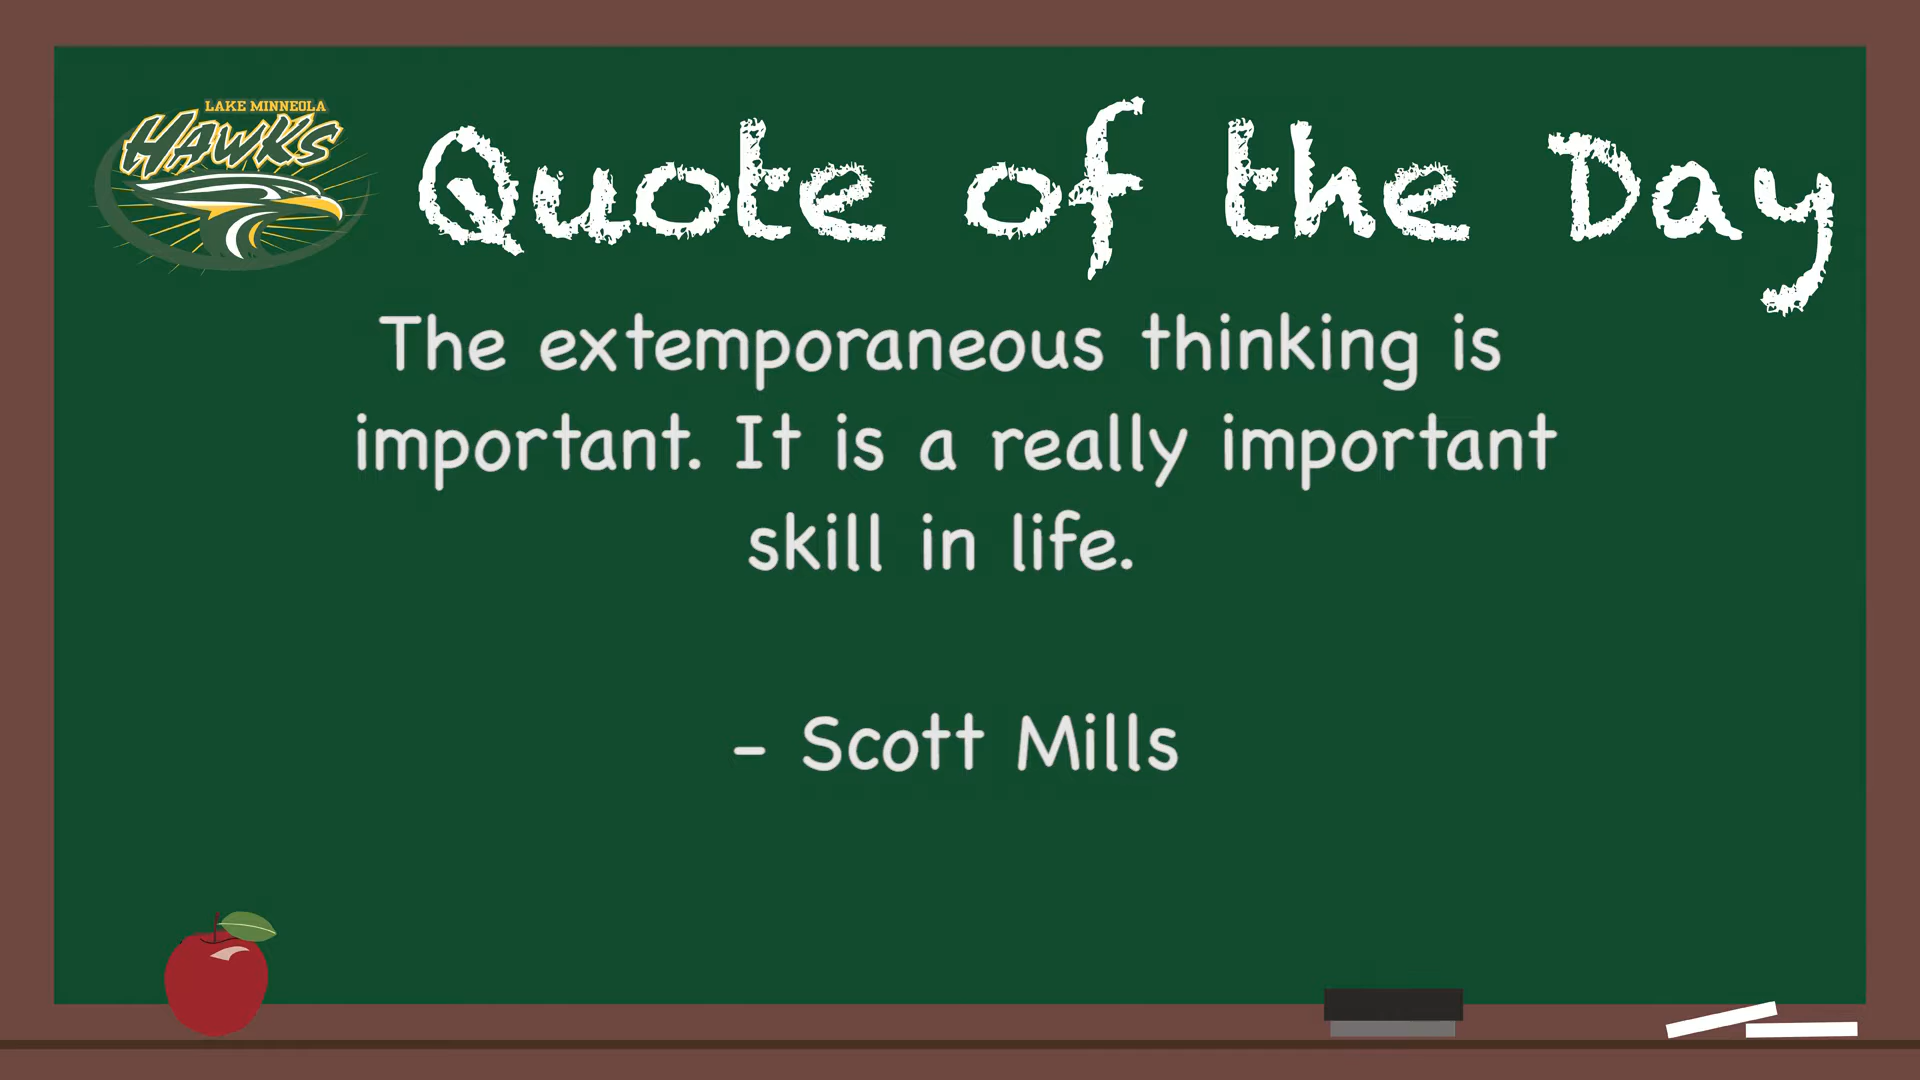 LAKE MINNEOLA
HAWKS
Quote of the Day
The extemporaneous thinking is
important. It is a really important
skill in life.
- Scott Mills